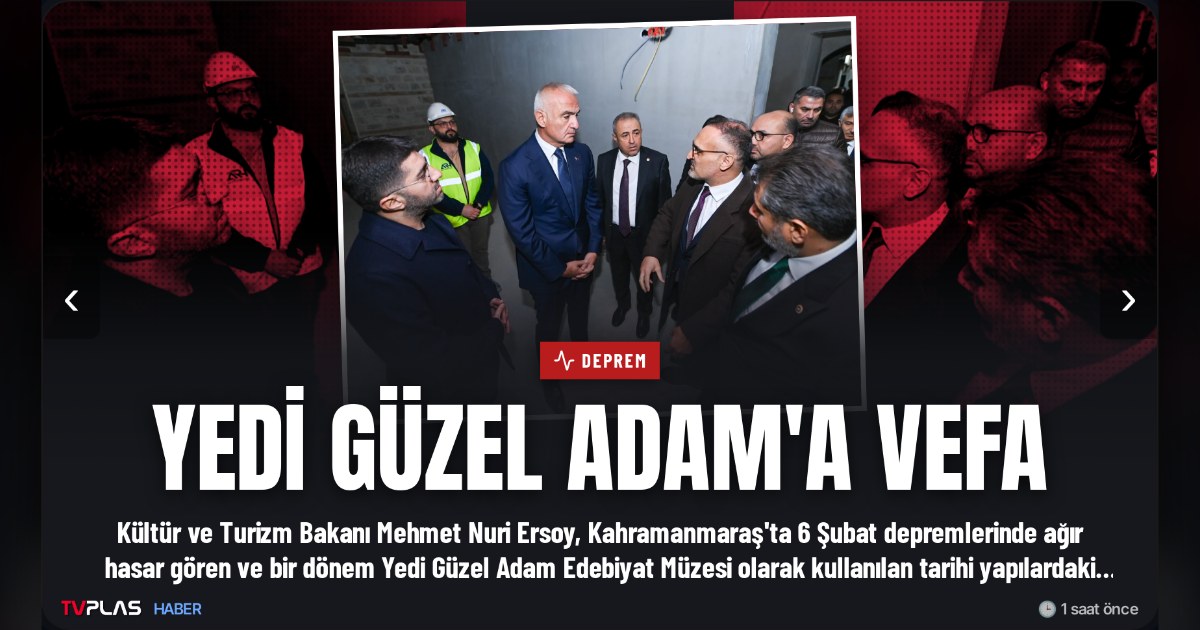 DEPREM
YEDİ GÜZEL ADAM'A VEFA
Kültür ve Turizm Bakanı Mehmet Nuri Ersoy, Kahramanmaraş'ta 6 Şubat depremlerinde ağır
hasar gören ve bir dönem Yedi Güzel Adam Edebiyat Müzesi olarak kullanılan tarihi yapılardaki...
TVPLAS HABER
1 saat önce